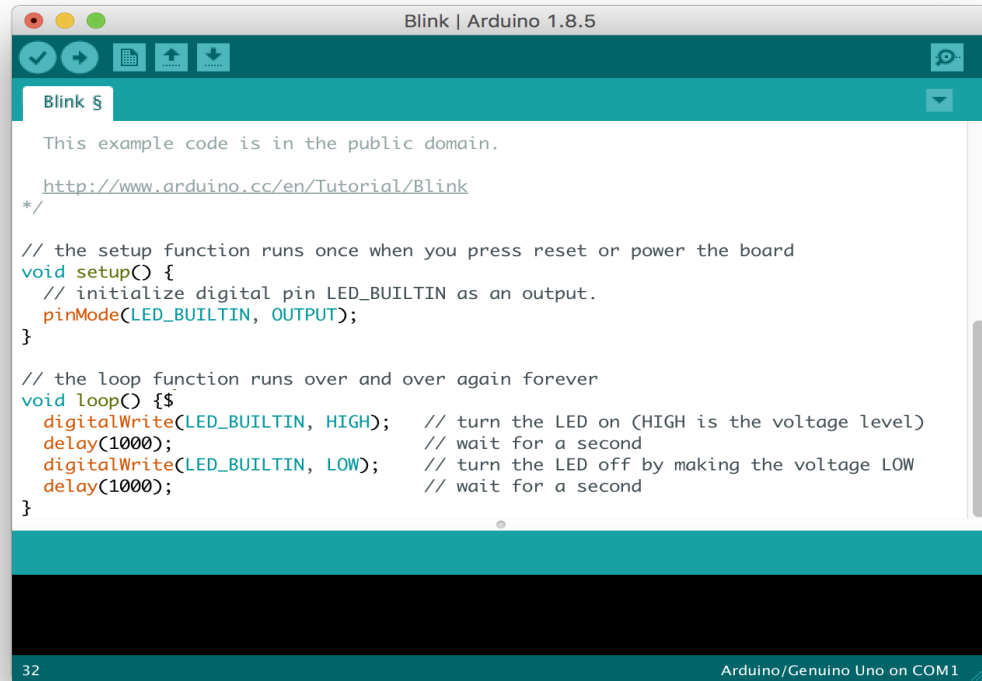 Blink | Arduino 1.8.5
Blink §
This example code is in the public domain.
http://www.arduino.cc/en/Tutorial/Blink
*/
// the setup function runs once when you press reset or power the board
void setup() {
  // initialize digital pin LED_BUILTIN as an output.
  pinMode(LED_BUILTIN, OUTPUT);
}
// the loop function runs over and over again forever
void loop() {$
  digitalWrite(LED_BUILTIN, HIGH);   // turn the LED on (HIGH is the voltage level)
  delay(1000);                       // wait for a second
  digitalWrite(LED_BUILTIN, LOW);    // turn the LED off by making the voltage LOW
  delay(1000);                       // wait for a second
}
32 Arduino/Genuino Uno on COM1